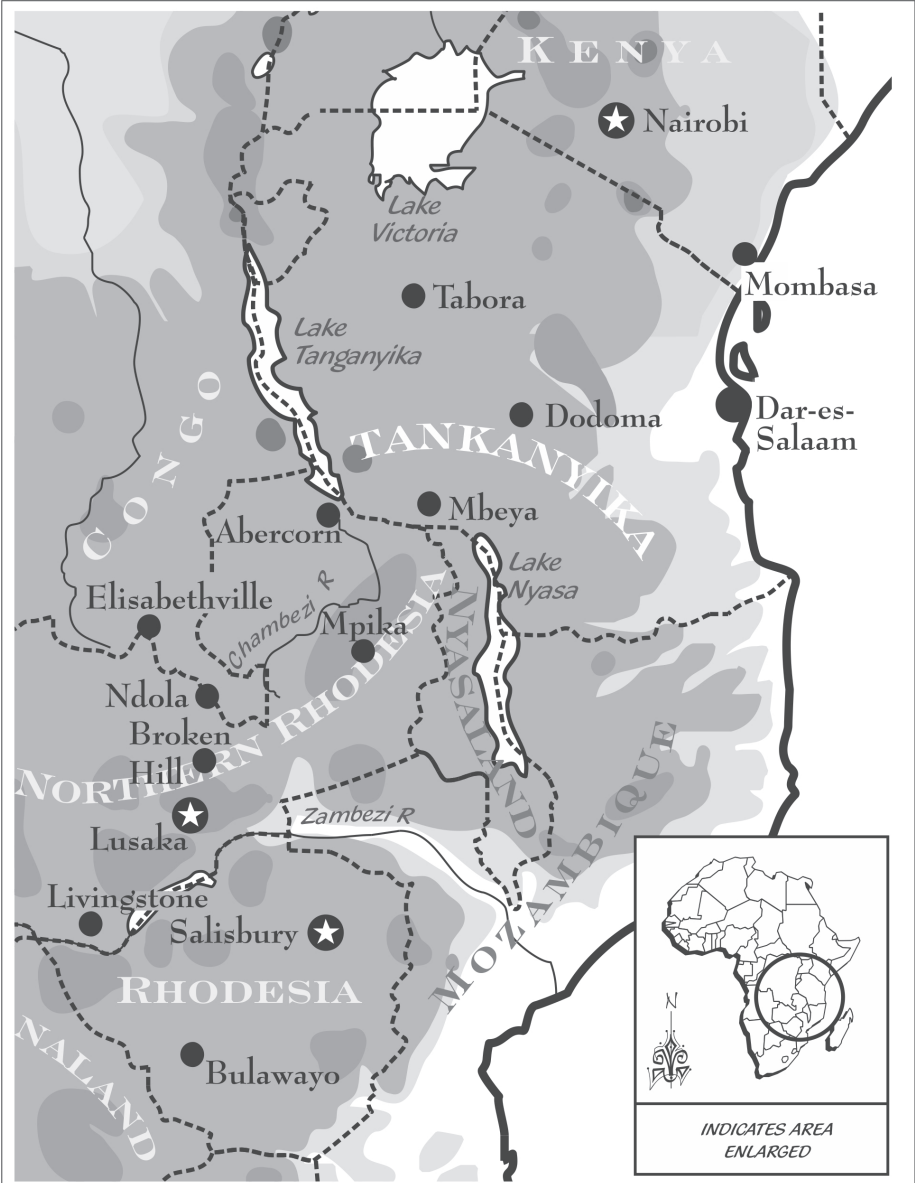 KENYA
Nairobi
Lake
Victoria
Mombasa
Tabora
Lake
Tanganyika
CONGO
Dodoma
Dar-es-
Salaam
TANKANYIKA
Mbeya
Abercorn
Lake
Nyasa
Elisabethville
Chambezi R
Mpika
NYASALAND
Ndola
Broken
Hill
NORTHERN RHODESIA
Lusaka
Zambezi R
MOZAMBIQUE
Livingstone
Salisbury
RHODESIA
NALAND
Bulawayo
N
INDICATES AREA
ENLARGED